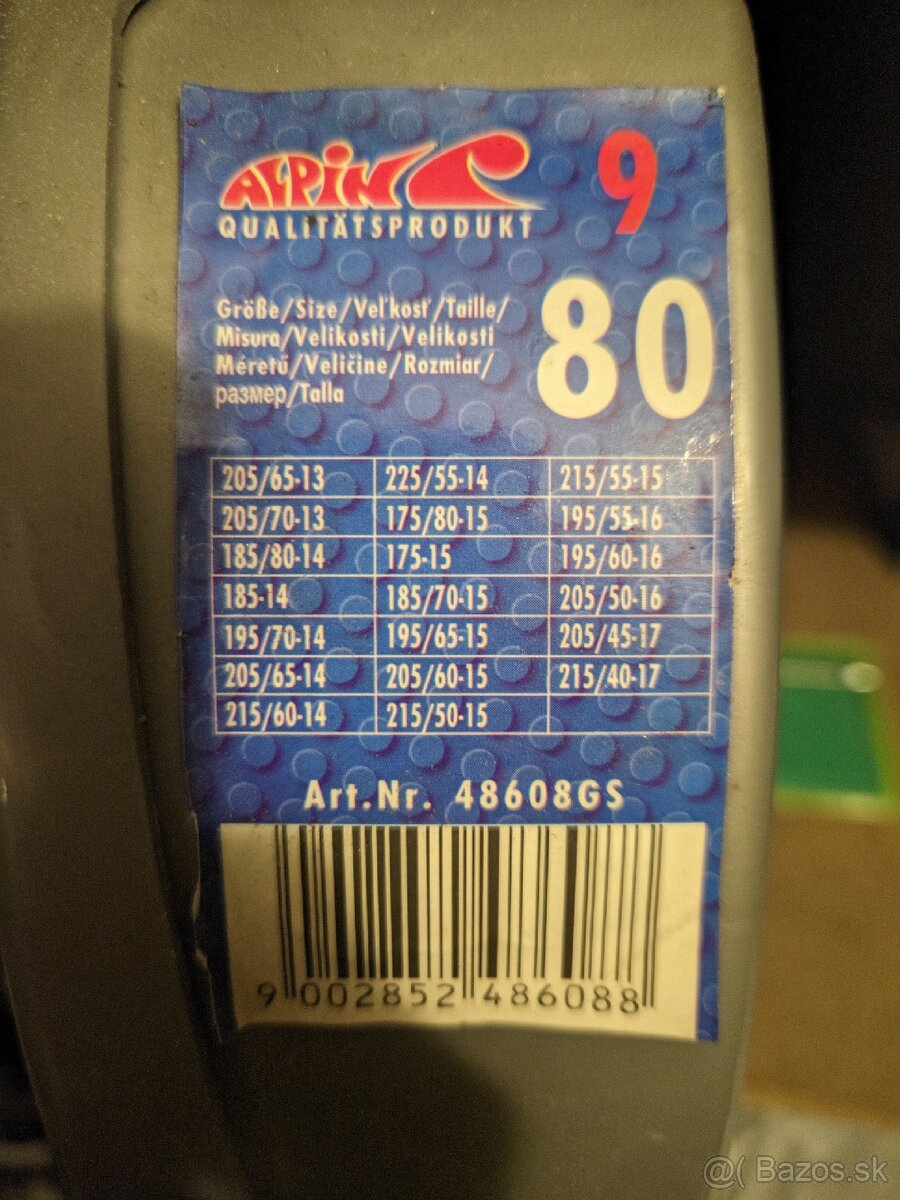 ALPIN 9
QUALITÄTSPRODUKT
Größe/Size/Veľkosť/Taille/
Misura/Velikosti/Velikosti
Méretű/Veličine/Rozmiar/
размер/Talla
80
205/65-13 225/55-14 215/55-15
205/70-13 175/80-15 195/55-16
185/80-14 175-15 195/60-16
185-14 185/70-15 205/50-16
195/70-14 195/65-15 205/45-17
205/65-14 205/60-15 215/40-17
215/60-14 215/50-15
Art.Nr. 48608GS
9 002852 486088
@( Bazos.sk